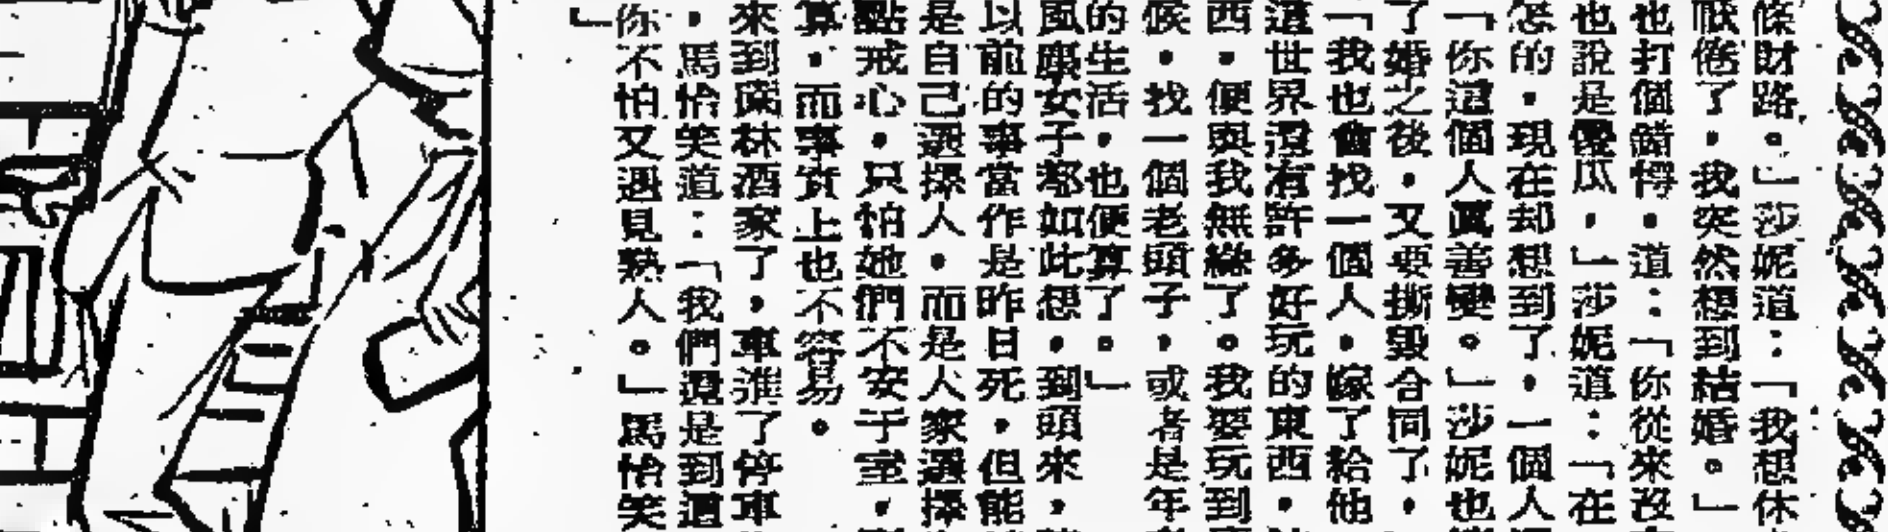 條財路。」莎妮道：「我想休
厭倦了，我突然想到結婚。」
也打個錯愕，道：「你從來沒
也說是傻瓜，」莎妮道：「在
怎的，現在却想到了，一個人
「你這個人眞善變。」莎妮也
了婚之後，又要撕毀合同了，
「我也會找一個人，嫁了給他
這世界還有許多好玩的東西，
西，便與我無緣了。我要玩到
候，找一個老頭子，或者是年
的生活，也便算了。」
風塵女子都如此想，到頭來，
以前的事當作是昨日死，但能
是自己選擇人，而是人家選擇
點戒心，只怕她們不安于室，
算，而事實上也不容易。
來到 林酒家了，車進了停車
，馬恰笑道：「我們還是到這
你不怕又遇見熟人。」馬恰笑
」